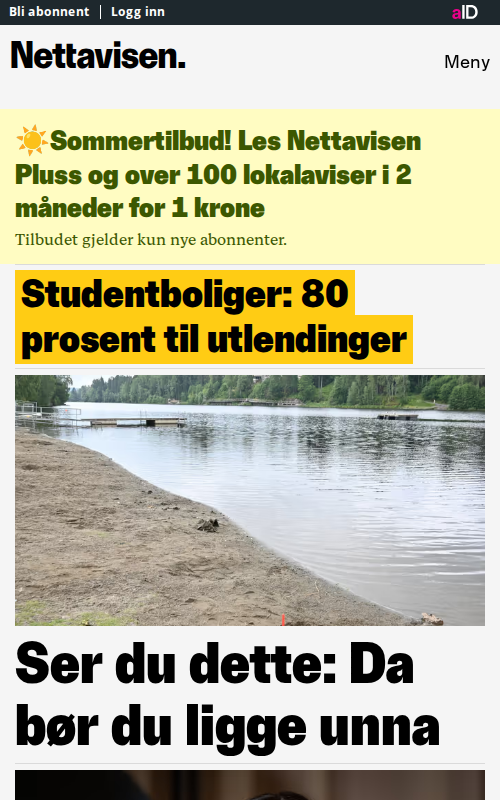 Bli abonnent | Logg inn
aID
Nettavisen.
Meny
☀️Sommertilbud! Les Nettavisen
Pluss og over 100 lokalaviser i 2
måneder for 1 krone
Tilbudet gjelder kun nye abonnenter.
Studentboliger: 80
prosent til utlendinger
Ser du dette: Da
bør du ligge unna